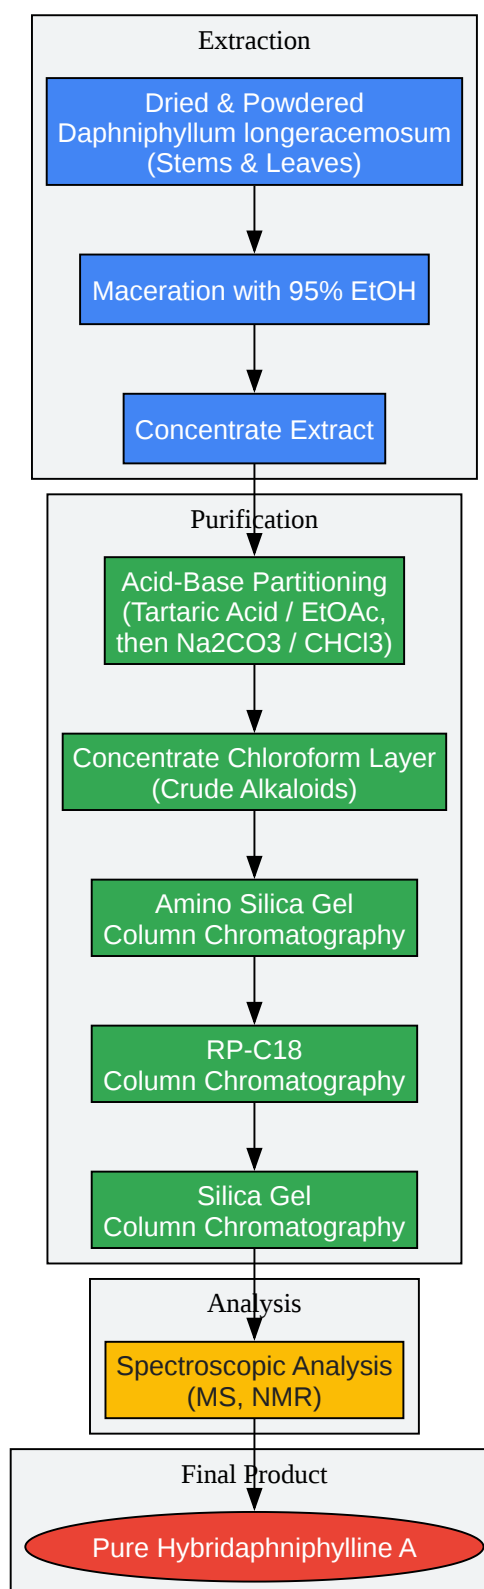 Extraction
Dried & Powdered
Daphniphyllum longeracemosum
(Stems & Leaves)
Maceration with 95% EtOH
Concentrate Extract
Purification
Acid-Base Partitioning
(Tartaric Acid / EtOAc,
then Na2CO3 / CHCl3)
Concentrate Chloroform Layer
(Crude Alkaloids)
Amino Silica Gel
Column Chromatography
RP-C18
Column Chromatography
Silica Gel
Column Chromatography
Analysis
Spectroscopic Analysis
(MS, NMR)
Final Product
Pure Hybridaphniphylline A